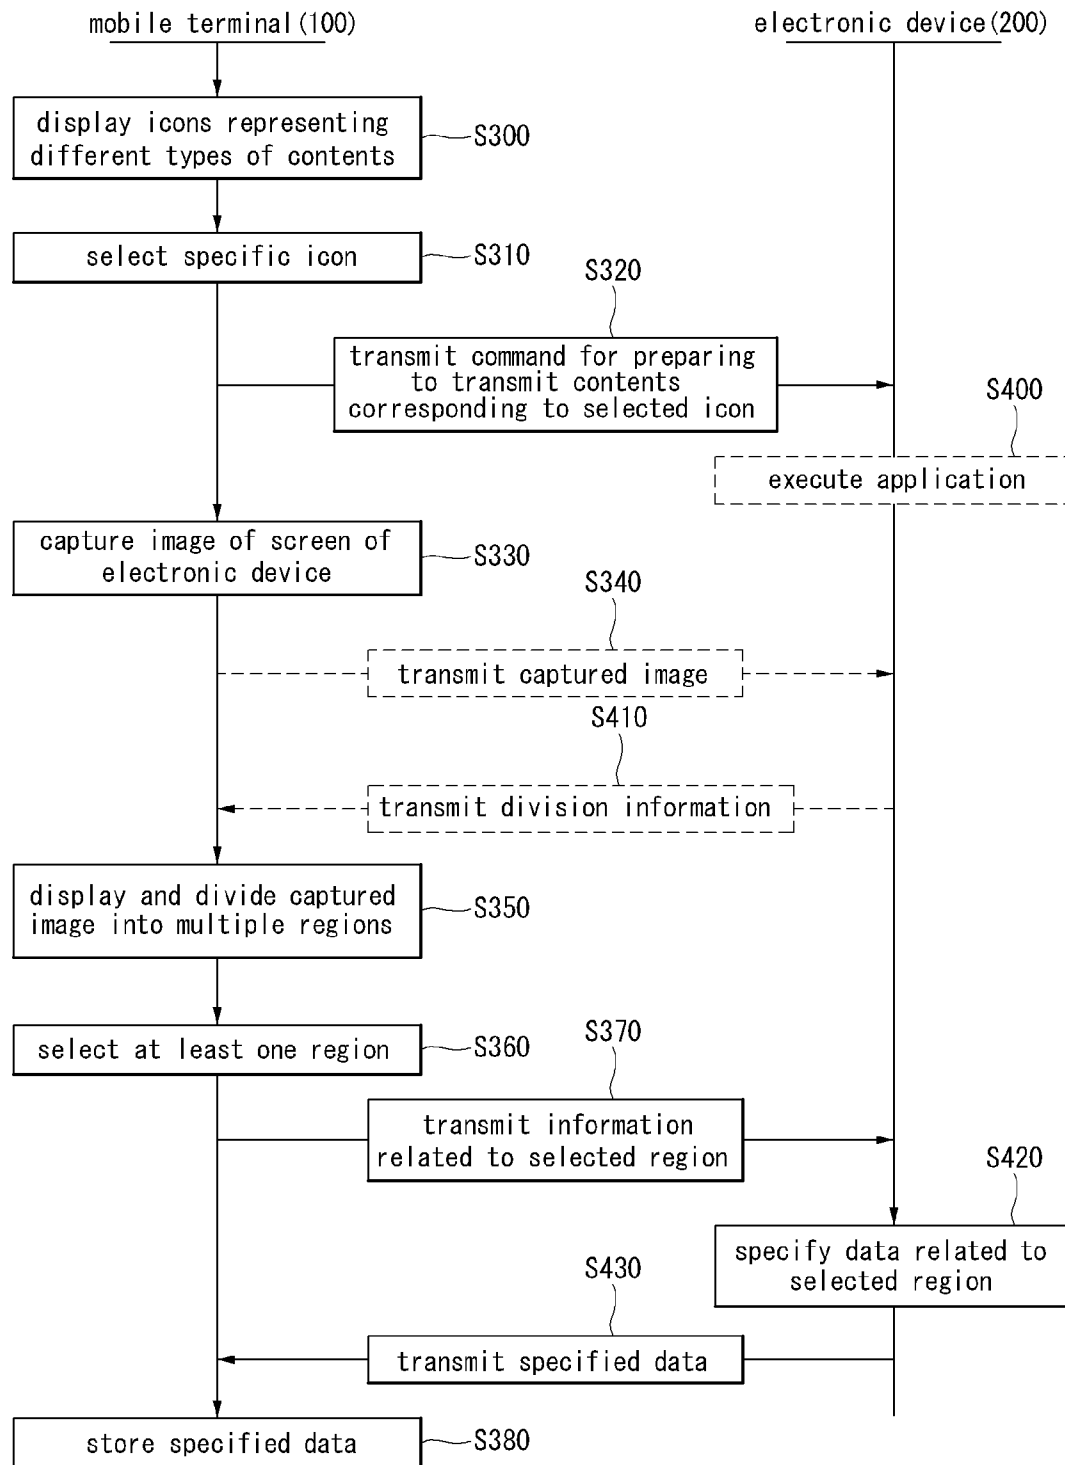 mobile terminal(100)
electronic device(200)
display icons representing
different types of contents
S300
select specific icon
S310
S320
transmit command for preparing
to transmit contents
corresponding to selected icon
S400
execute application
capture image of screen of
electronic device
S330
S340
transmit captured image
S410
transmit division information
display and divide captured
image into multiple regions
S350
select at least one region
S360
S370
transmit information
related to selected region
S420
specify data related to
selected region
S430
transmit specified data
store specified data
S380